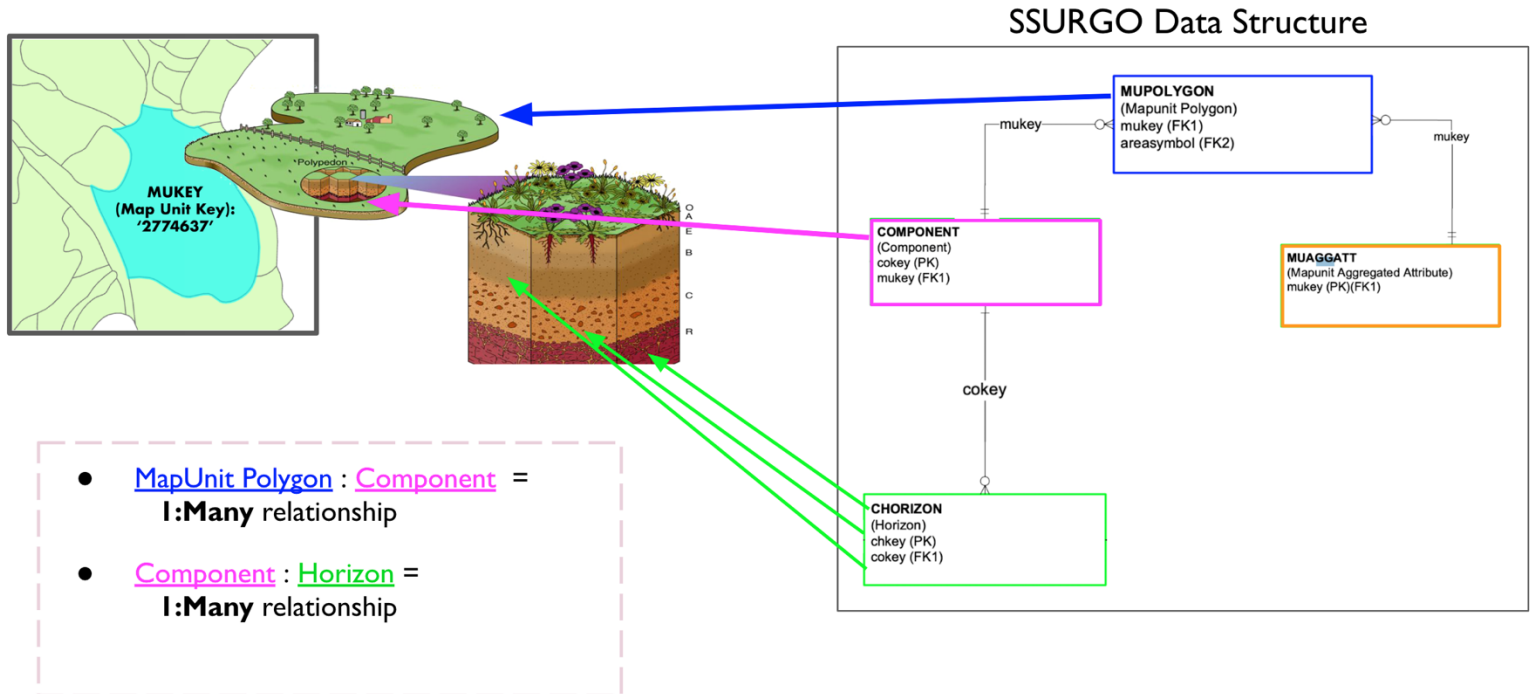 SSURGO Data Structure
MUKEY
(Map Unit Key):
‘2774637’
Polypedon
O
A
E
B
C
R
MUPOLYGON
(Mapunit Polygon)
mukey (FK1)
areasymbol (FK2)
mukey
mukey
COMPONENT
(Component)
cokey (PK)
mukey (FK1)
MUAGGATT
(Mapunit Aggregated Attribute)
mukey (PK)(FK1)
cokey
CHORIZON
(Horizon)
chkey (PK)
cokey (FK1)
● MapUnit Polygon : Component =
1:Many relationship
● Component : Horizon =
1:Many relationship